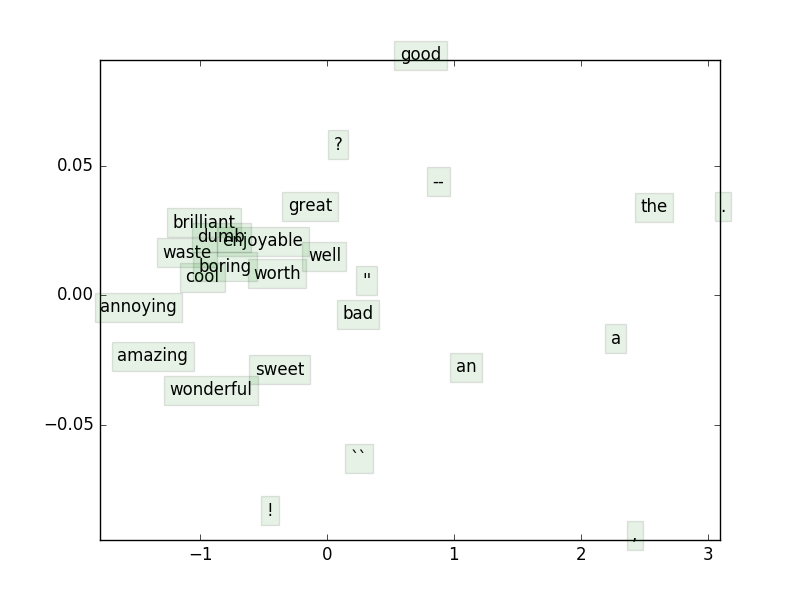 good
?
0.05
--
great
the
.
brilliant
dumb
enjoyable
waste
well
boring
cool
worth
"
0.00
annoying
bad
a
amazing
sweet
an
wonderful
−0.05
``
!
,
−1
0
1
2
3